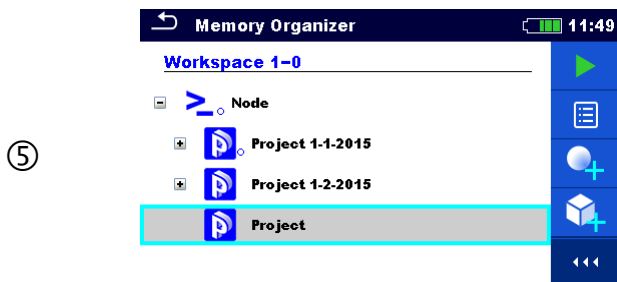 Memory Organizer 11:49
Workspace 1-0
Node
Project 1-1-2015
⑤
Project 1-2-2015
Project